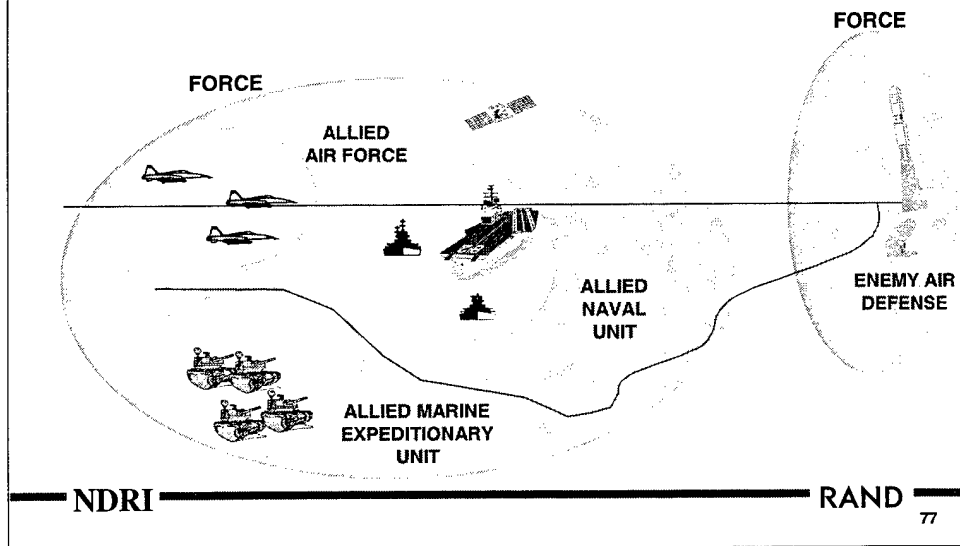 FORCE
FORCE
ALLIED
AIR FORCE
ALLIED
NAVAL
UNIT
ENEMY AIR
DEFENSE
ALLIED MARINE
EXPEDITIONARY
UNIT
NDRI
RAND
77